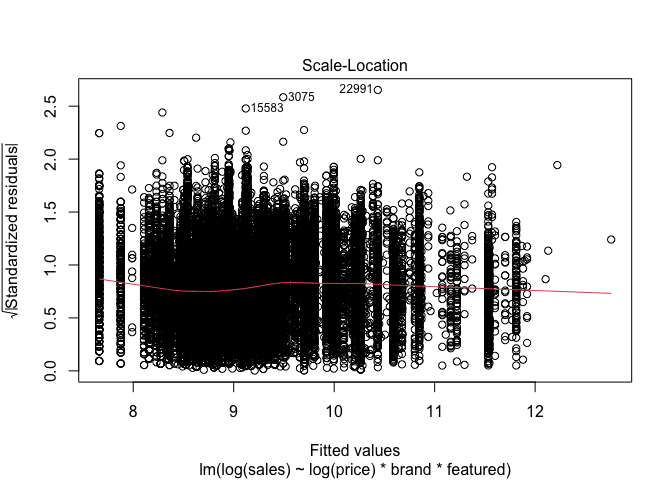 Scale-Location
√|Standardized residuals|
0.0 0.5 1.0 1.5 2.0 2.5
22991
3075
15583
8 9 10 11 12
Fitted values
lm(log(sales) ~ log(price) * brand * featured)